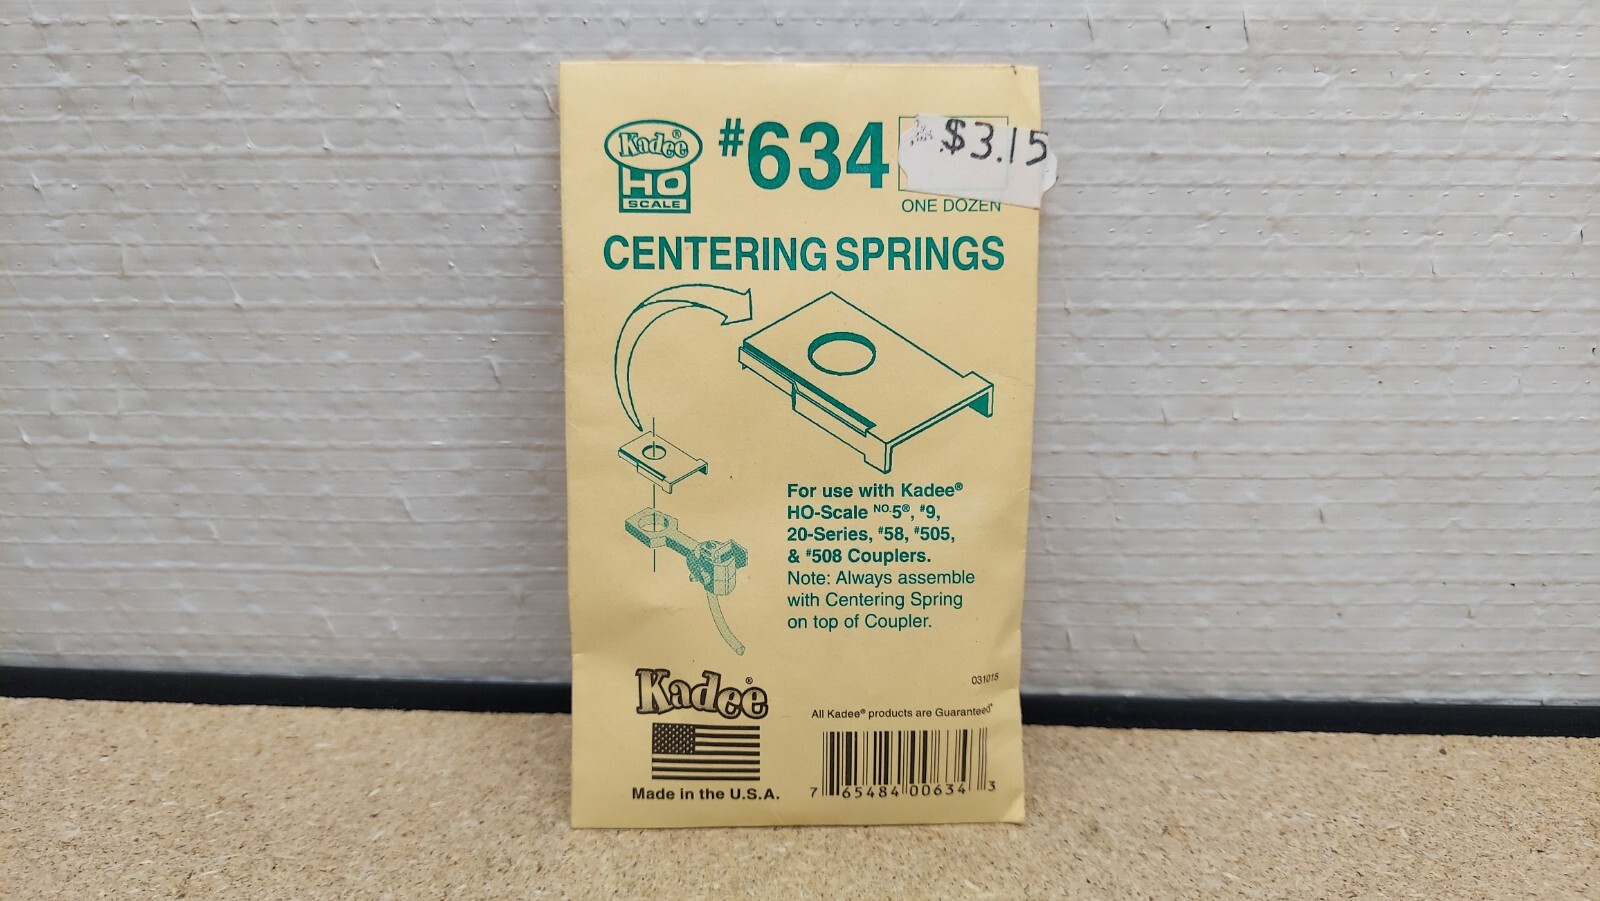 Kadee®
HO
SCALE
#634
$3.15
ONE DOZEN
CENTERING SPRINGS
For use with Kadee®
HO-Scale NO.5®, #9,
20-Series, #58, #505,
& #508 Couplers.
Note: Always assemble
with Centering Spring
on top of Coupler.
Kadee®
031015
All Kadee® products are Guaranteed
Made in the U.S.A.
7 65484 00634 3